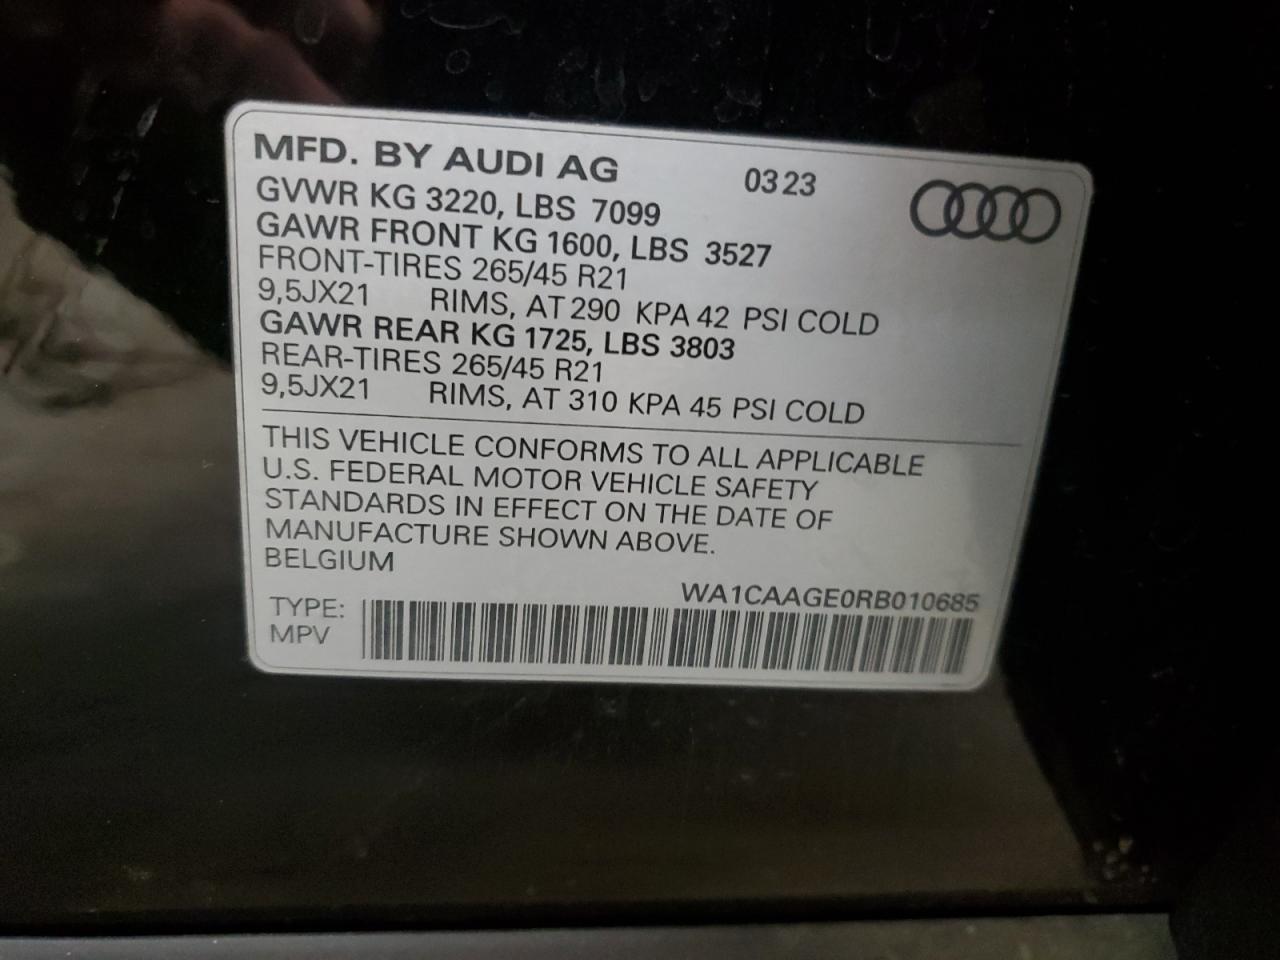 MFD. BY AUDI AG 03 23
GVWR KG 3220, LBS 7099
GAWR FRONT KG 1600, LBS 3527
FRONT-TIRES 265/45 R21
9,5JX21 RIMS, AT 290 KPA 42 PSI COLD
GAWR REAR KG 1725, LBS 3803
REAR-TIRES 265/45 R21
9,5JX21 RIMS, AT 310 KPA 45 PSI COLD
THIS VEHICLE CONFORMS TO ALL APPLICABLE
U.S. FEDERAL MOTOR VEHICLE SAFETY
STANDARDS IN EFFECT ON THE DATE OF
MANUFACTURE SHOWN ABOVE.
BELGIUM
WA1CAAGE0RB010685
TYPE:
MPV